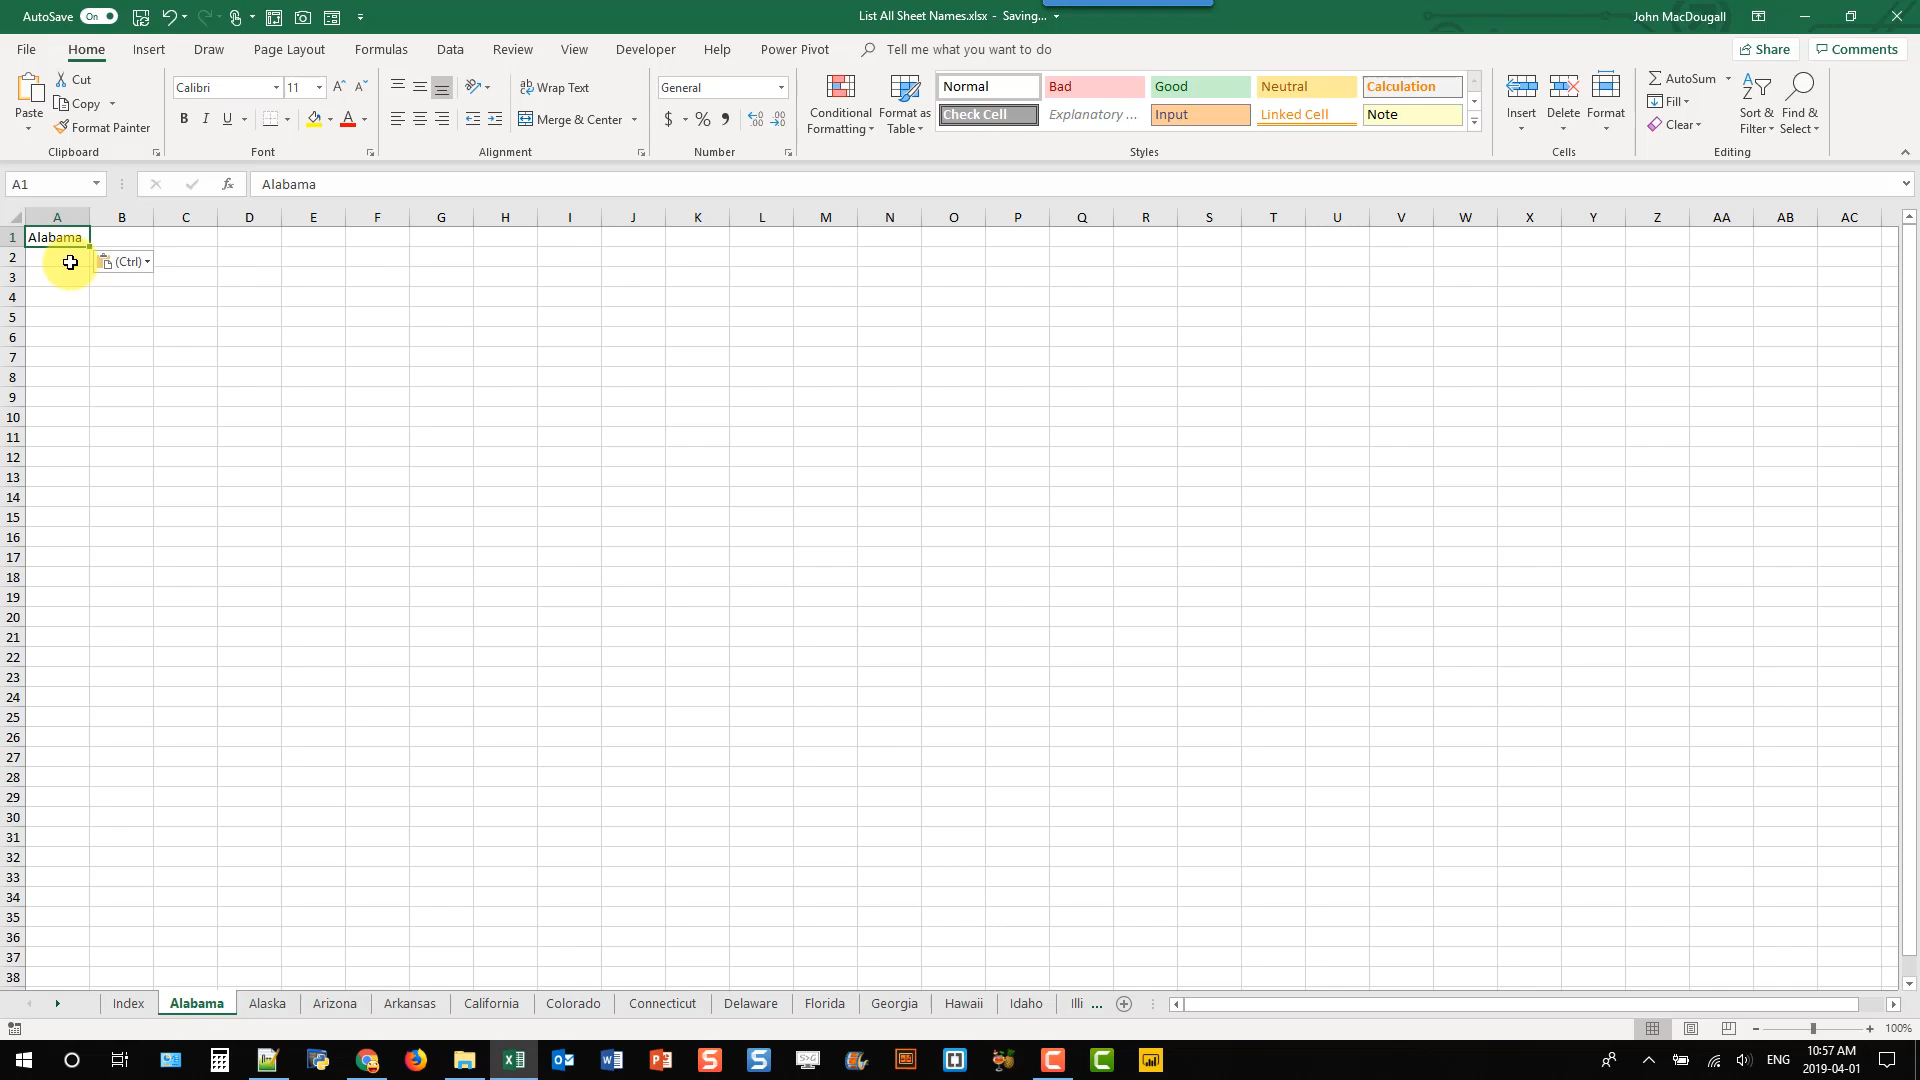 AutoSave On
List All Sheet Names.xlsx - Saving...
John MacDougall
File Home Insert Draw Page Layout Formulas Data Review View Developer Help Power Pivot Tell me what you want to do Share Comments
Paste
Cut
Copy
Format Painter
Clipboard
Calibri 11
B I U A
Font
Wrap Text
Merge & Center
Alignment
General
$ % ,
Number
Conditional Formatting
Format as Table
Normal Bad Good Neutral Calculation
Check Cell Explanatory ... Input Linked Cell Note
Styles
Insert Delete Format
Cells
AutoSum
Fill
Clear
Sort & Filter
Find & Select
Editing
A1 fx Alabama
A B C D E F G H I J K L M N O P Q R S T U V W X Y Z AA AB AC
1 Alabama
2 (Ctrl)
3
4
5
6
7
8
9
10
11
12
13
14
15
16
17
18
19
20
21
22
23
24
25
26
27
28
29
30
31
32
33
34
35
36
37
38
Index Alabama Alaska Arizona Arkansas California Colorado Connecticut Delaware Florida Georgia Hawaii Idaho Illi ...
100%
ENG
10:57 AM
2019-04-01